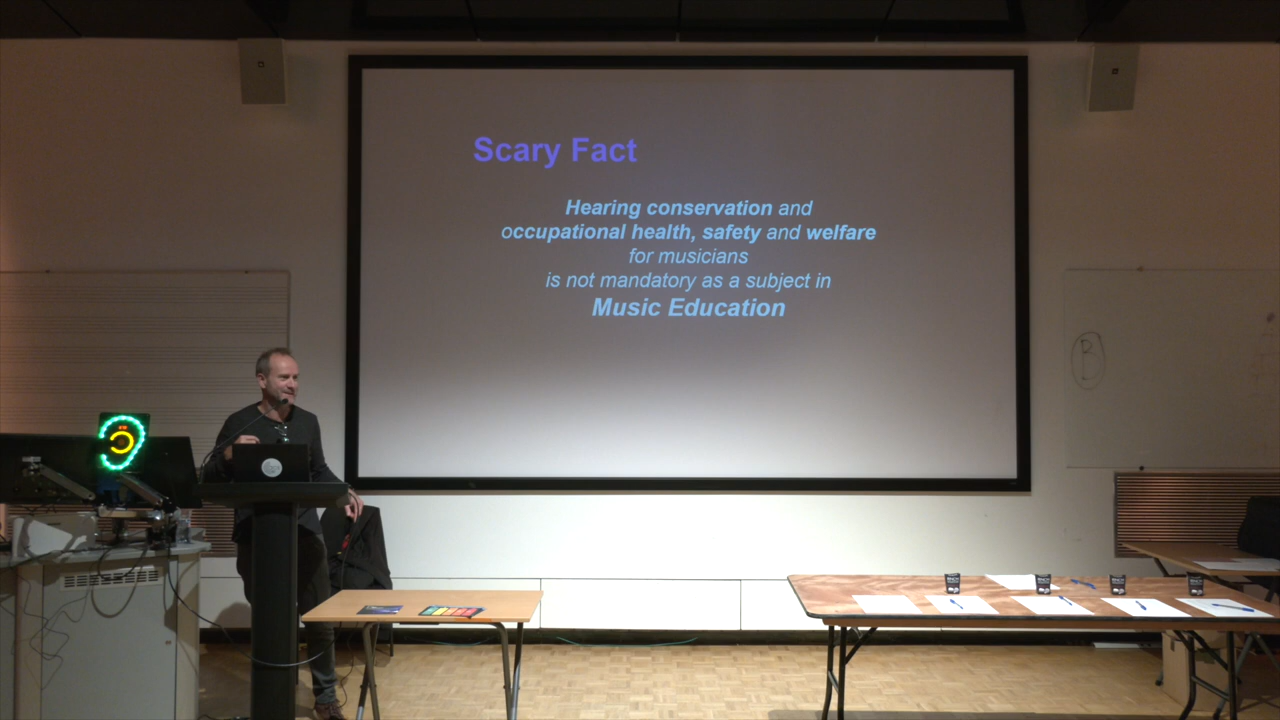 Scary Fact
Hearing conservation and
occupational health, safety and welfare
for musicians
is not mandatory as a subject in
Music Education
B